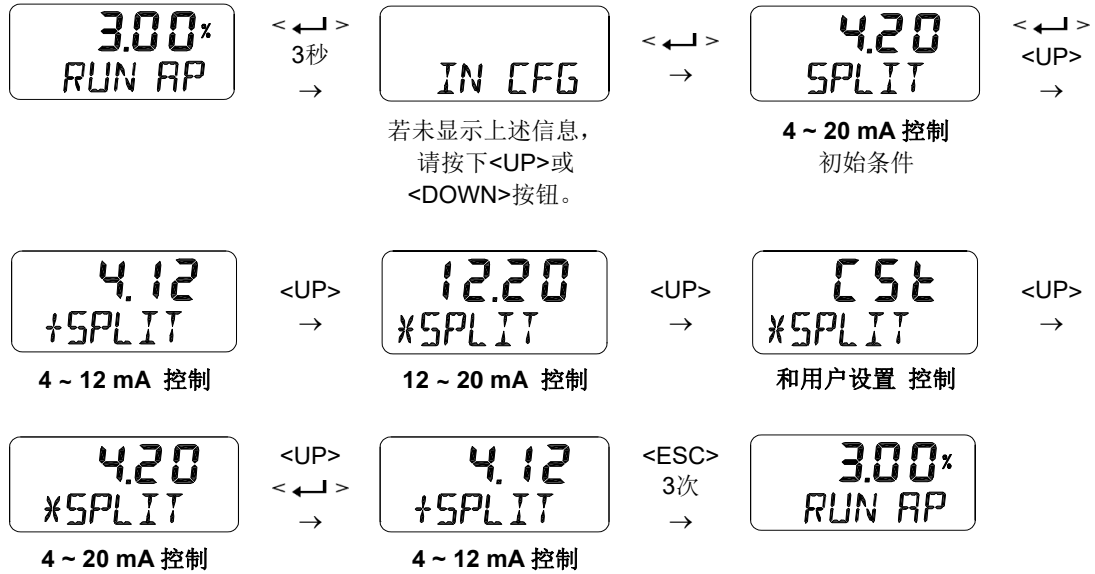 3.00%
RUN AP
< ↵ >
3秒
→
IN CFG
若未显示上述信息，
请按下<UP>或
<DOWN>按钮。
< ↵ >
→
4.20
SPLIT
4 ~ 20 mA 控制
初始条件
< ↵ >
<UP>
→
4.12
+SPLIT
4 ~ 12 mA 控制
<UP>
→
12.20
*SPLIT
12 ~ 20 mA 控制
<UP>
→
CSt
*SPLIT
和用户设置 控制
<UP>
→
4.20
*SPLIT
4 ~ 20 mA 控制
<UP>
< ↵ >
→
4.12
+SPLIT
4 ~ 12 mA 控制
<ESC>
3次
→
3.00%
RUN AP